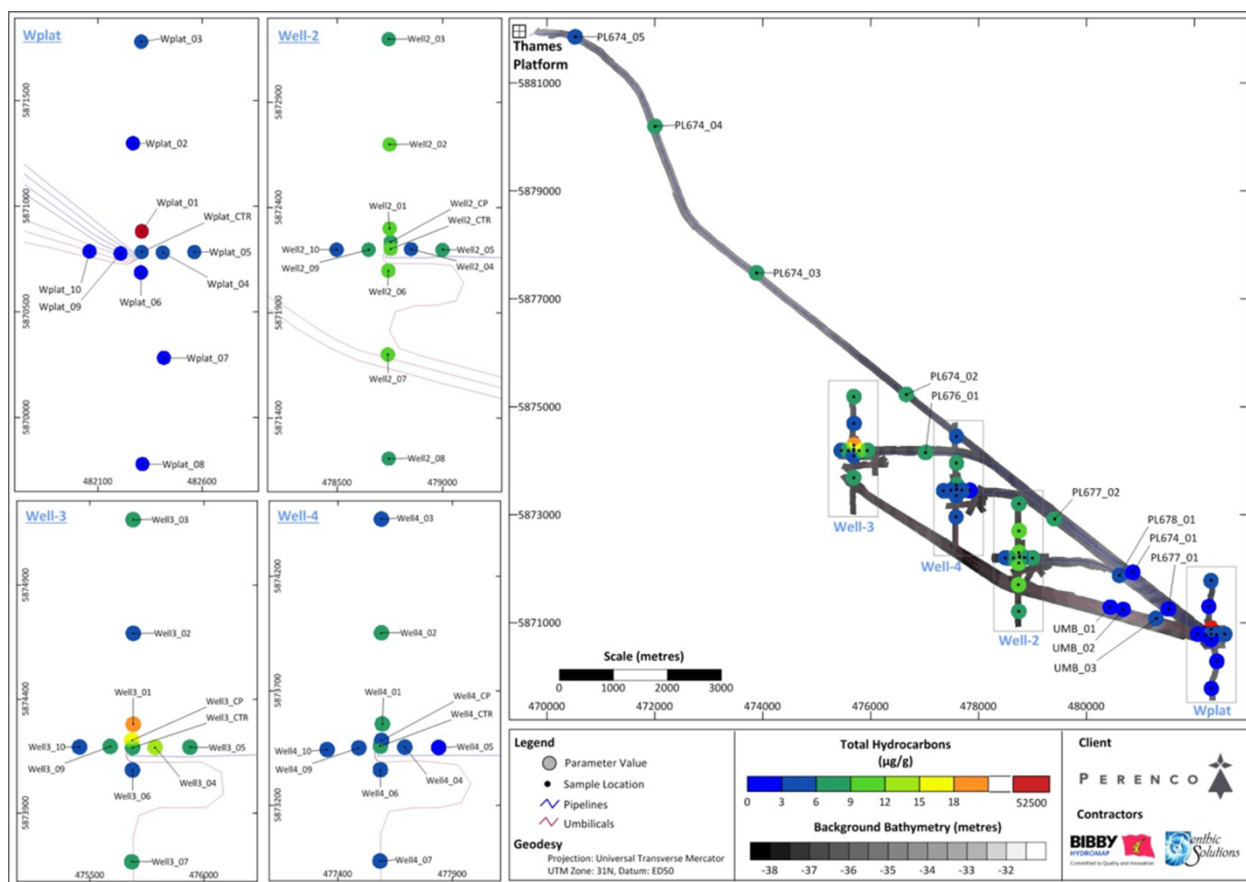 Wplat
Wplat_03
5871500
Wplat_02
5871000
Wplat_01
Wplat_CTR
Wplat_05
Wplat_10
Wplat_04
Wplat_09
Wplat_06
5870500
Wplat_07
5870000
Wplat_08
482100
482600
Well-2
Well2_03
5872900
Well2_02
5872400
Well2_01
Well2_CP
Well2_CTR
Well2_10
Well2_05
Well2_09
Well2_04
Well2_06
5871900
Well2_07
5871400
Well2_08
478500
479000
Well-3
Well3_03
5874900
Well3_02
5874400
Well3_01
Well3_CP
Well3_CTR
Well3_10
Well3_05
Well3_09
Well3_04
Well3_06
5873900
Well3_07
475500
476000
Well-4
Well4_03
5874200
Well4_02
5873700
Well4_01
Well4_CP
Well4_CTR
Well4_10
Well4_05
Well4_09
Well4_04
Well4_06
5873200
Well4_07
477400
477900
Thames
Platform
PL674_05
5881000
PL674_04
5879000
PL674_03
5877000
PL674_02
PL676_01
5875000
PL677_02
5873000
Well-3
PL678_01
PL674_01
PL677_01
Well-4
5871000
UMB_01
UMB_02
UMB_03
Well-2
Wplat
Scale (metres)
0 1000 2000 3000
470000 472000 474000 476000 478000 480000
Legend
Parameter Value
Sample Location
Pipelines
Umbilicals
Geodesy
Projection: Universal Transverse Mercator
UTM Zone: 31N, Datum: ED50
Total Hydrocarbons
(µg/g)
0 3 6 9 12 15 18 52500
Background Bathymetry (metres)
-38 -37 -36 -35 -34 -33 -32
Client
PERENCO
Contractors
BIBBY
HYDROMAP
Committed to Quality and Innovation
Benthic
Solutions